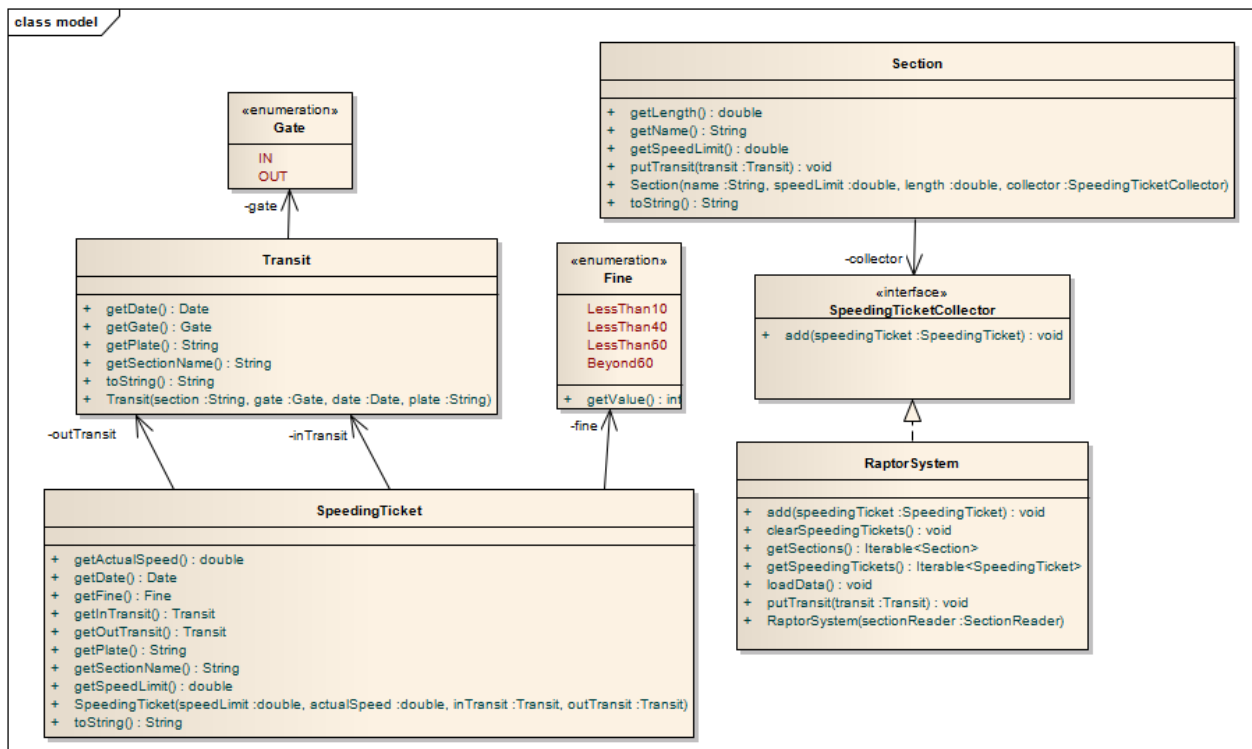 class model
«enumeration»
Gate
IN
OUT
-gate
Section
+ getLength() : double
+ getName() : String
+ getSpeedLimit() : double
+ putTransit(transit :Transit) : void
+ Section(name :String, speedLimit :double, length :double, collector :SpeedingTicketCollector)
+ toString() : String
-collector
Transit
+ getDate() : Date
+ getGate() : Gate
+ getPlate() : String
+ getSectionName() : String
+ toString() : String
+ Transit(section :String, gate :Gate, date :Date, plate :String)
-outTransit
-inTransit
«enumeration»
Fine
LessThan10
LessThan40
LessThan60
Beyond60
+ getValue() : int
-fine
«interface»
SpeedingTicketCollector
+ add(speedingTicket :SpeedingTicket) : void
SpeedingTicket
+ getActualSpeed() : double
+ getDate() : Date
+ getFine() : Fine
+ getInTransit() : Transit
+ getOutTransit() : Transit
+ getPlate() : String
+ getSectionName() : String
+ getSpeedLimit() : double
+ SpeedingTicket(speedLimit :double, actualSpeed :double, inTransit :Transit, outTransit :Transit)
+ toString() : String
RaptorSystem
+ add(speedingTicket :SpeedingTicket) : void
+ clearSpeedingTickets() : void
+ getSections() : Iterable<Section>
+ getSpeedingTickets() : Iterable<SpeedingTicket>
+ loadData() : void
+ putTransit(transit :Transit) : void
+ RaptorSystem(sectionReader :SectionReader)